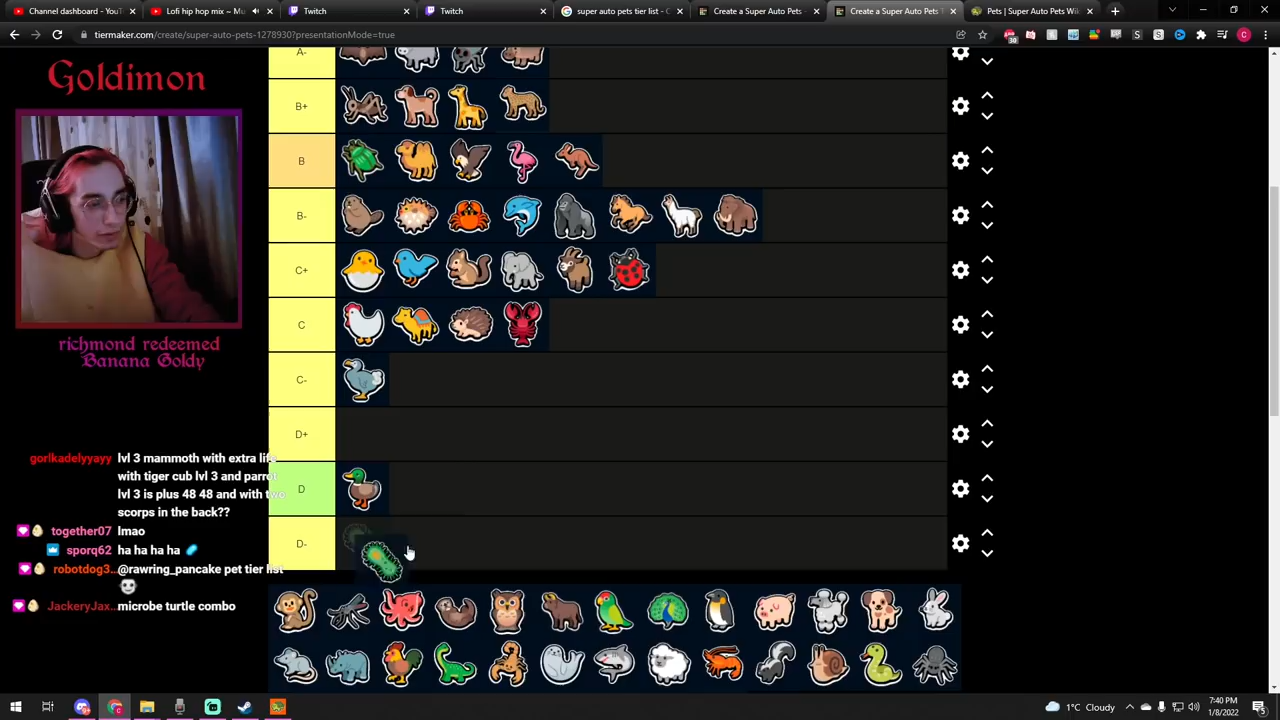 Channel dashboard - YouT
Lofi hip hop mix -- M
Twitch
Twitch
super auto pets tier list - G
Create a Super Auto Pets
Create a Super Auto Pets T
Pets | Super Auto Pets Wi
tiermaker.com/create/super-auto-pets-1278930?presentationMode=true
Goldimon
richmond redeemed
Banana Goldy
A-
B+
B
B-
C+
C
C-
D+
D
D-
gorlkadelyyayy lvl 3 mammoth with extra life
with tiger cub lvl 3 and parrot
lvl 3 is plus 48 48 and with two
scorps in the back??
together07 lmao
sporq62 ha ha ha ha
robotdog3... @rawring_pancake pet tier list
JackeryJax... microbe turtle combo
1°C Cloudy
7:40 PM
1/8/2022